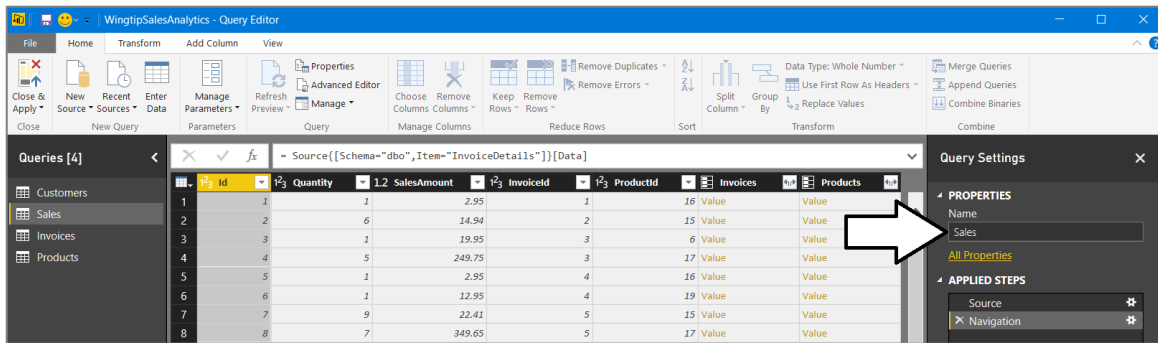 WingtipSalesAnalytics - Query Editor
File Home Transform Add Column View
Close & Apply New Source Recent Sources Enter Data Manage Parameters Refresh Preview Properties Advanced Editor Manage Choose Columns Remove Columns Keep Rows Remove Rows Remove Duplicates Remove Errors Split Column Group By Data Type: Whole Number Use First Row As Headers Replace Values Merge Queries Append Queries Combine Binaries
Close New Query Parameters Query Manage Columns Reduce Rows Sort Transform Combine
Queries [4]
Customers
Sales
Invoices
Products
fx = Source{[Schema="dbo",Item="InvoiceDetails"]}[Data]
1²3 Id 1²3 Quantity 1.2 SalesAmount 1²3 InvoiceId 1²3 ProductId Invoices Products
1 1 1 2.95 1 16 Value Value
2 2 6 14.94 2 15 Value Value
3 3 1 19.95 3 6 Value Value
4 4 5 249.75 3 17 Value Value
5 5 1 2.95 4 16 Value Value
6 6 1 12.95 4 19 Value Value
7 7 9 22.41 5 15 Value Value
8 8 7 349.65 5 17 Value Value
Query Settings
PROPERTIES
Name
Sales
All Properties
APPLIED STEPS
Source
Navigation